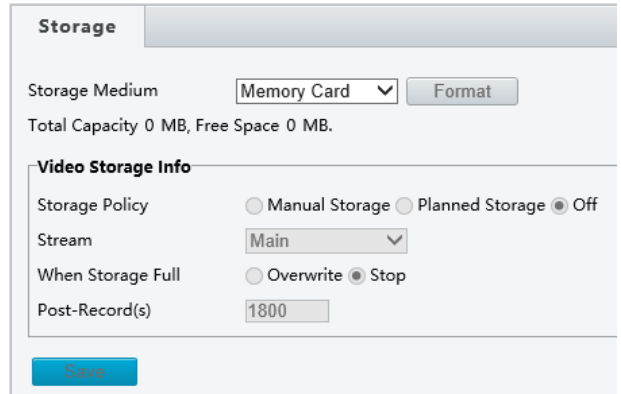 Storage
Storage Medium Memory Card Format
Total Capacity 0 MB, Free Space 0 MB.
Video Storage Info
Storage Policy Manual Storage Planned Storage Off
Stream Main
When Storage Full Overwrite Stop
Post-Record(s) 1800
Save